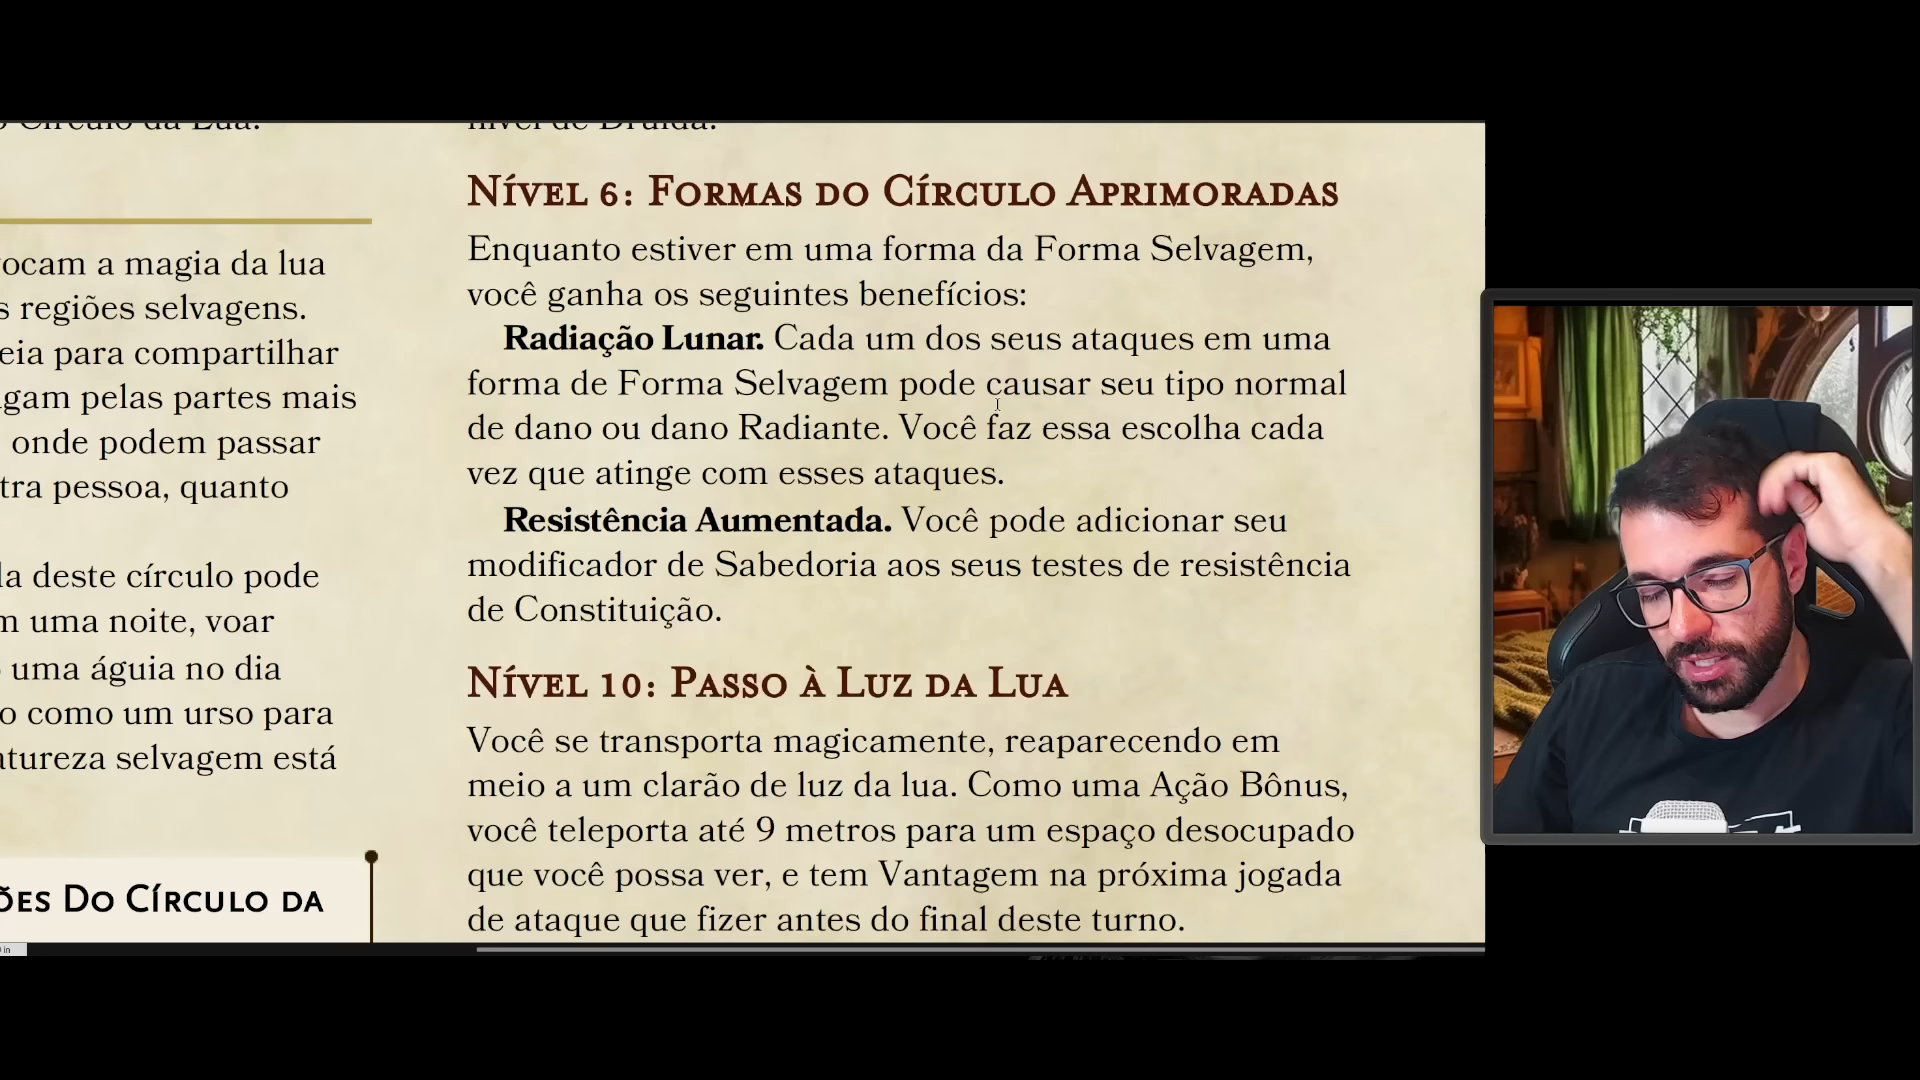 o Círculo da Lua.
ocam a magia da lua
s regiões selvagens.
eia para compartilhar
gam pelas partes mais
onde podem passar
tra pessoa, quanto
la deste círculo pode
m uma noite, voar
o uma águia no dia
o como um urso para
atureza selvagem está
ões Do Círculo da
nível de Druida.
Nível 6: Formas do Círculo Aprimoradas
Enquanto estiver em uma forma da Forma Selvagem,
você ganha os seguintes benefícios:
Radiação Lunar. Cada um dos seus ataques em uma
forma de Forma Selvagem pode causar seu tipo normal
de dano ou dano Radiante. Você faz essa escolha cada
vez que atinge com esses ataques.
Resistência Aumentada. Você pode adicionar seu
modificador de Sabedoria aos seus testes de resistência
de Constituição.
Nível 10: Passo à Luz da Lua
Você se transporta magicamente, reaparecendo em
meio a um clarão de luz da lua. Como uma Ação Bônus,
você teleporta até 9 metros para um espaço desocupado
que você possa ver, e tem Vantagem na próxima jogada
de ataque que fizer antes do final deste turno.
in